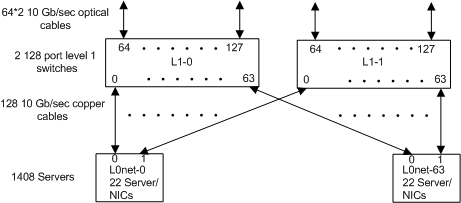 64*2 10 Gb/sec optical
cables
64 127
64 127
2 128 port level 1
switches
L1-0
L1-1
0 63
0 63
128 10 Gb/sec copper
cables
0 1
0 1
1408 Servers
L0net-0
22 Server/
NICs
L0net-63
22 Server/
NICs